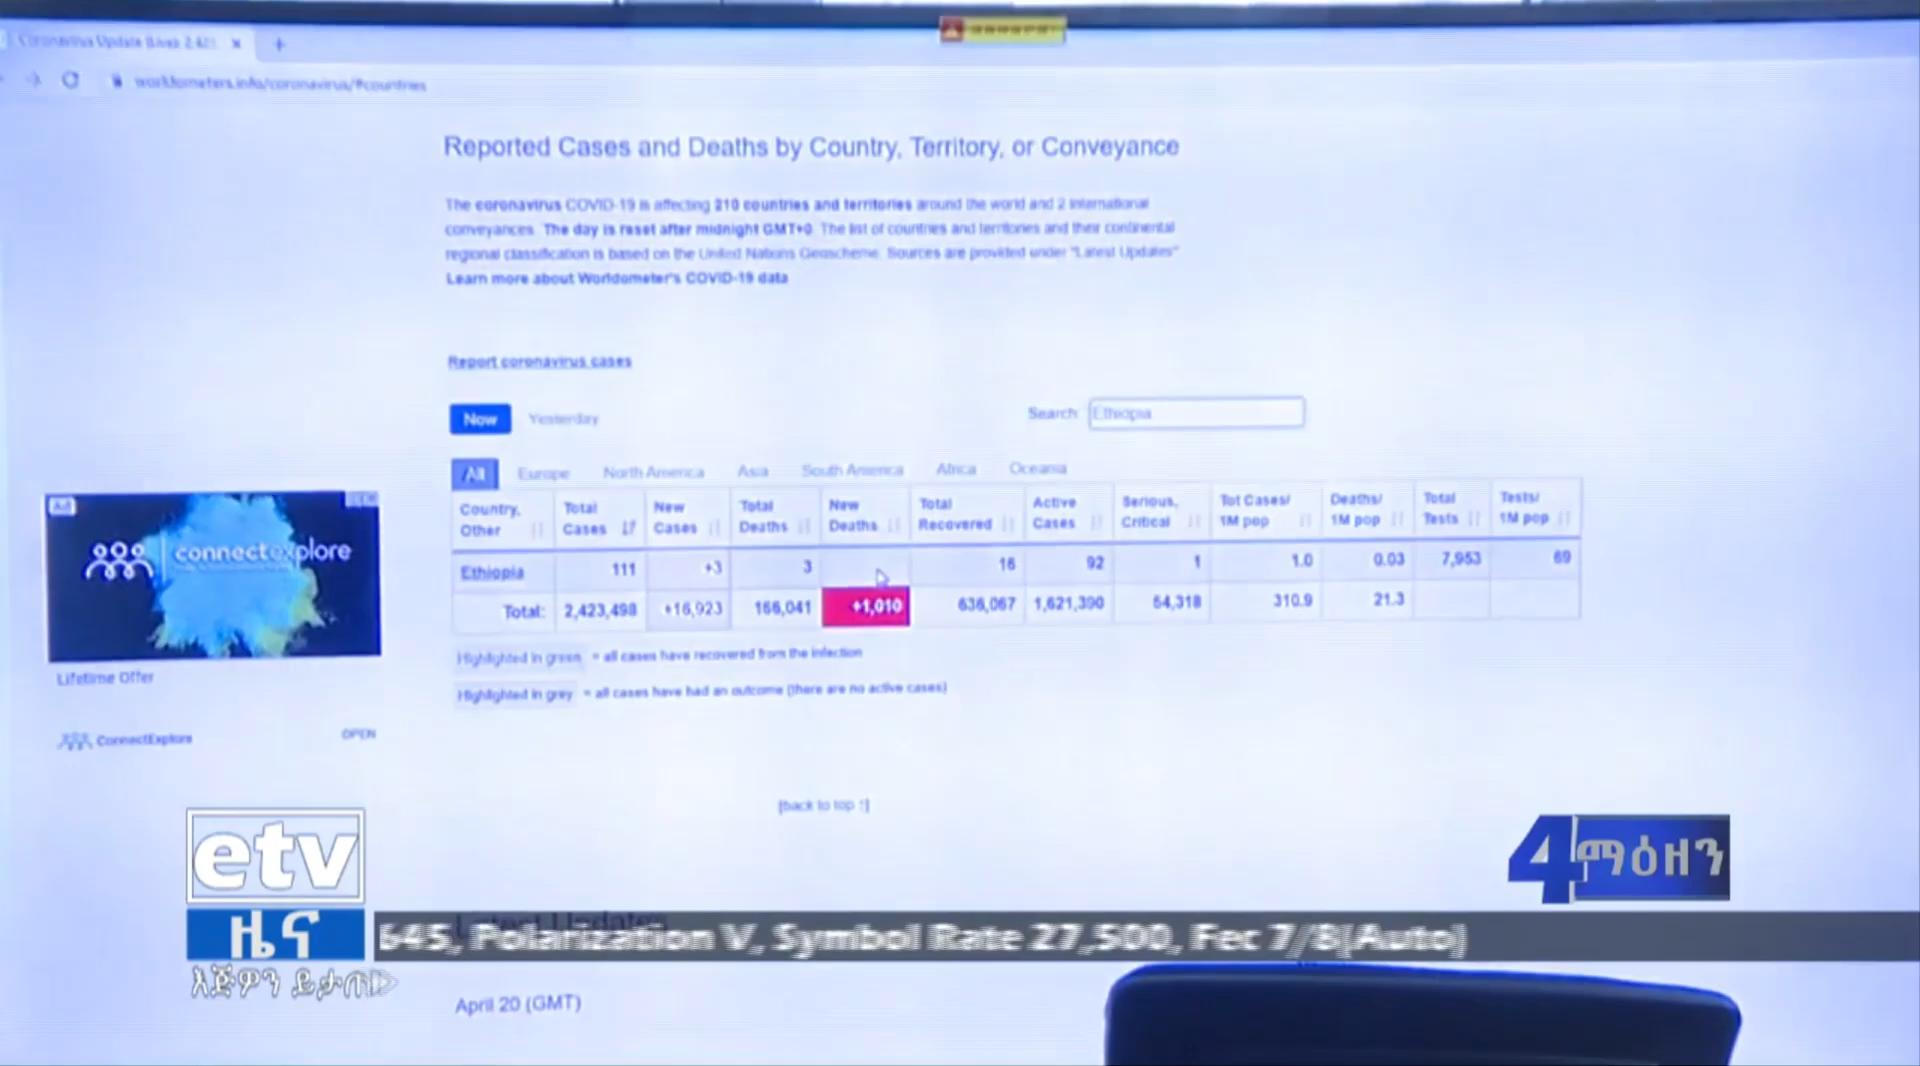 Coronavirus Update (Live): 2,423
worldometers.info/coronavirus/#countries
Reported Cases and Deaths by Country, Territory, or Conveyance
The coronavirus COVID-19 is affecting 210 countries and territories around the world and 2 international
conveyances. The day is reset after midnight GMT+0. The list of countries and territories and their continental
regional classification is based on the United Nations Geoscheme. Sources are provided under "Latest Updates"
Learn more about Worldometer's COVID-19 data
Report coronavirus cases
Now Yesterday
Search: Ethiopia
All Europe North America Asia South America Africa Oceania
Country, Other Total Cases New Cases Total Deaths New Deaths Total Recovered Active Cases Serious, Critical Tot Cases/ 1M pop Deaths/ 1M pop Total Tests Tests/ 1M pop
Ethiopia 111 +3 3 16 92 1 1.0 0.03 7,953 69
Total: 2,423,498 +16,923 166,041 +1,010 636,067 1,621,390 54,318 310.9 21.3
Highlighted in green = all cases have recovered from the infection
Highlighted in grey = all cases have had an outcome (there are no active cases)
Ad
connectexplore
Lifetime Offer
ConnectExplore OPEN
[back to top ↑]
etv
ዜና
4ማዕዘን
Latest Updates
645, Polarization V, Symbol Rate 27,500, Fec 7/8(Auto)
እጅዎን ይታጠቡ
April 20 (GMT)